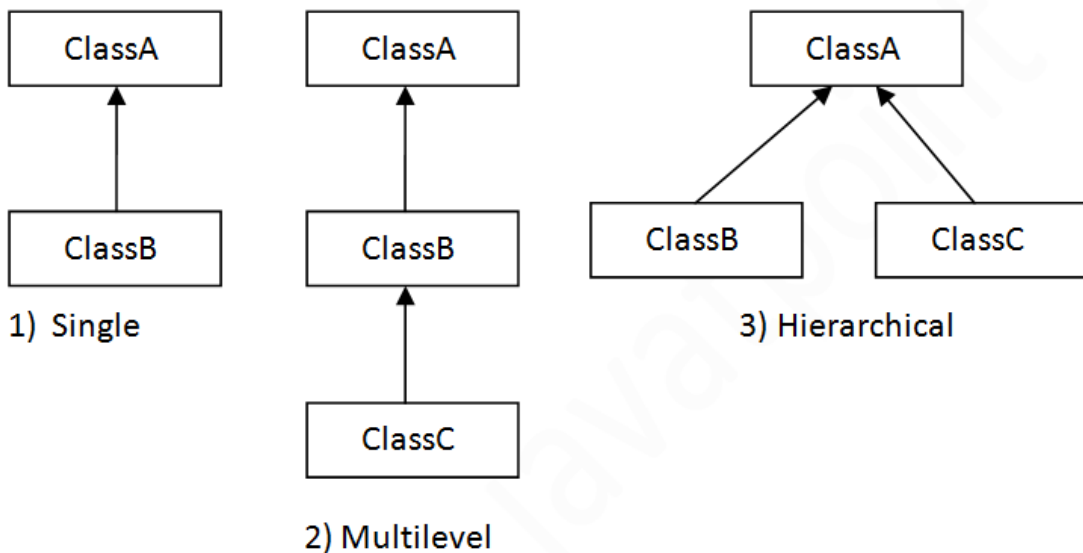 ClassA
ClassB
1) Single
ClassA
ClassB
ClassC
2) Multilevel
ClassA
ClassB
ClassC
3) Hierarchical